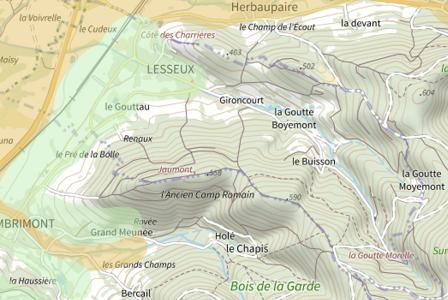 Herbaupaire
la Voivrelle
le Cudeux
Côte des Charrières
le Champ de l'Écout
la devant
463
502
604
LESSEUX
le Gouttau
Gironcourt
la Goutte
Boyemont
Renaux
le Pré de la Bolle
le Buisson
Jaumont
558
la Goutte
Moyemont
l'Ancien Camp Romain
590
Ravée
Grand Meunée
Holé
le Chapis
la Goutte Morelle
les Grands Champs
la Haussière
Bois de la Garde
Bercail